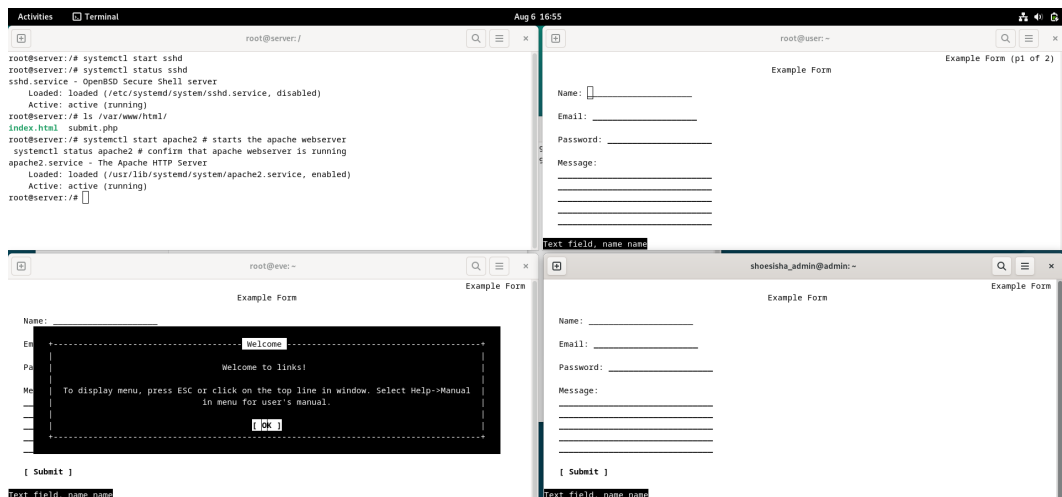 Activities Terminal Aug 6 16:55
root@server: /
root@server:/# systemctl start sshd
root@server:/# systemctl status sshd
sshd.service - OpenBSD Secure Shell server
Loaded: loaded (/etc/systemd/system/sshd.service, disabled)
Active: active (running)
root@server:/# ls /var/www/html/
index.html submit.php
root@server:/# systemctl start apache2 # starts the apache webserver
systemctl status apache2 # confirm that apache webserver is running
apache2.service - The Apache HTTP Server
Loaded: loaded (/usr/lib/systemd/system/apache2.service, enabled)
Active: active (running)
root@server:/#
root@user: ~
Example Form (p1 of 2)
Example Form
Name:
Email:
Password:
Message:
Text field, name name
root@eve: ~
Example Form
Example Form
Name:
Em
Pa
Me
Welcome
Welcome to links!
To display menu, press ESC or click on the top line in window. Select Help->Manual
in menu for user's manual.
[ OK ]
[ Submit ]
Text field, name name
shoesisha_admin@admin: ~
Example Form
Example Form
Name:
Email:
Password:
Message:
[ Submit ]
Text field, name name